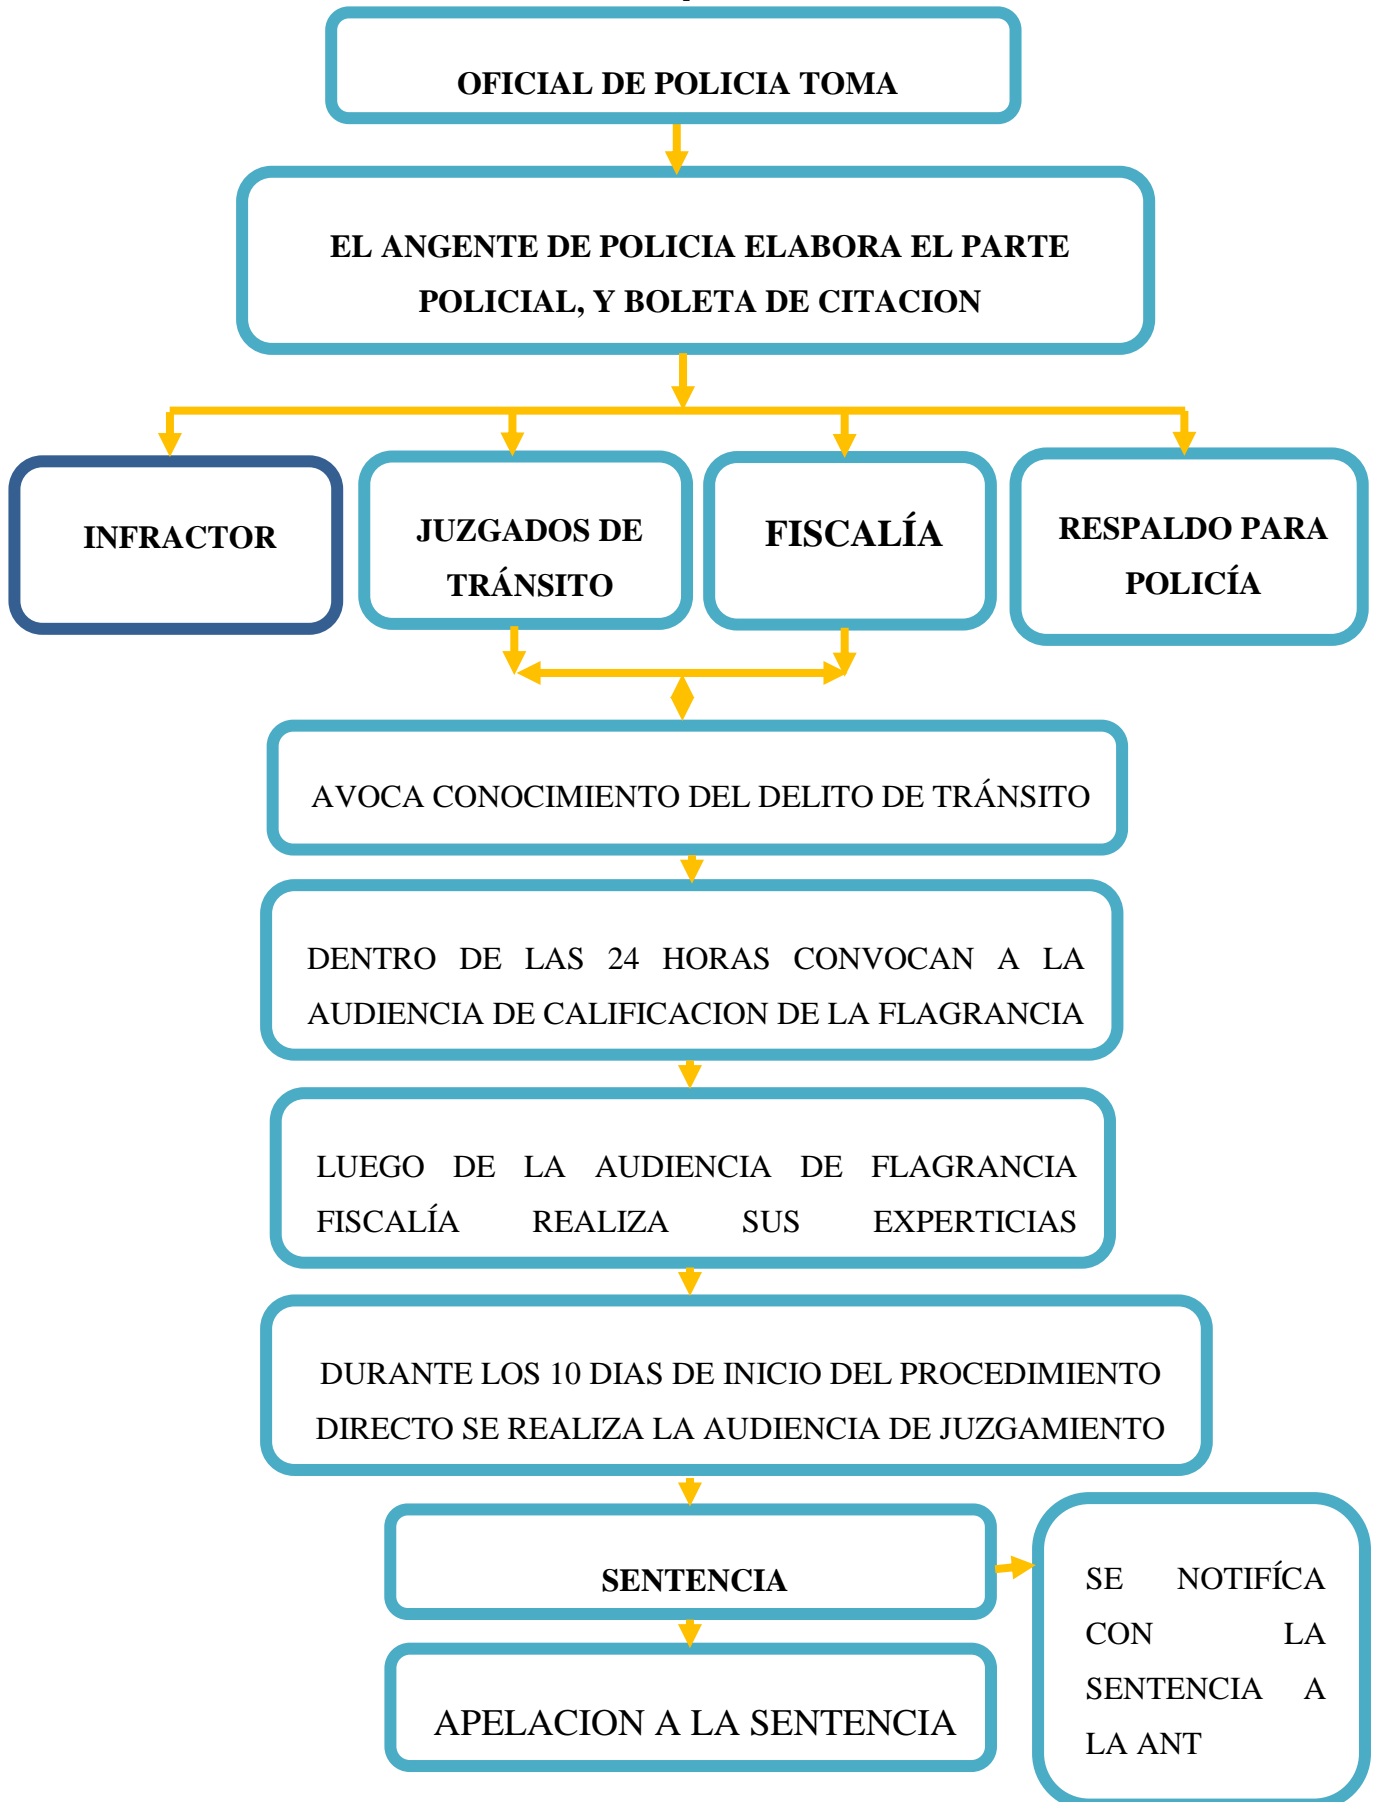 OFICIAL DE POLICIA TOMA
EL ANGENTE DE POLICIA ELABORA EL PARTE
POLICIAL, Y BOLETA DE CITACION
INFRACTOR
JUZGADOS DE
TRÁNSITO
FISCALÍA
RESPALDO PARA
POLICÍA
AVOCA CONOCIMIENTO DEL DELITO DE TRÁNSITO
DENTRO DE LAS 24 HORAS CONVOCAN A LA
AUDIENCIA DE CALIFICACION DE LA FLAGRANCIA
LUEGO DE LA AUDIENCIA DE FLAGRANCIA
FISCALÍA REALIZA SUS EXPERTICIAS
DURANTE LOS 10 DIAS DE INICIO DEL PROCEDIMIENTO
DIRECTO SE REALIZA LA AUDIENCIA DE JUZGAMIENTO
SENTENCIA
SE NOTIFÍCA
CON LA
SENTENCIA A
LA ANT
APELACION A LA SENTENCIA